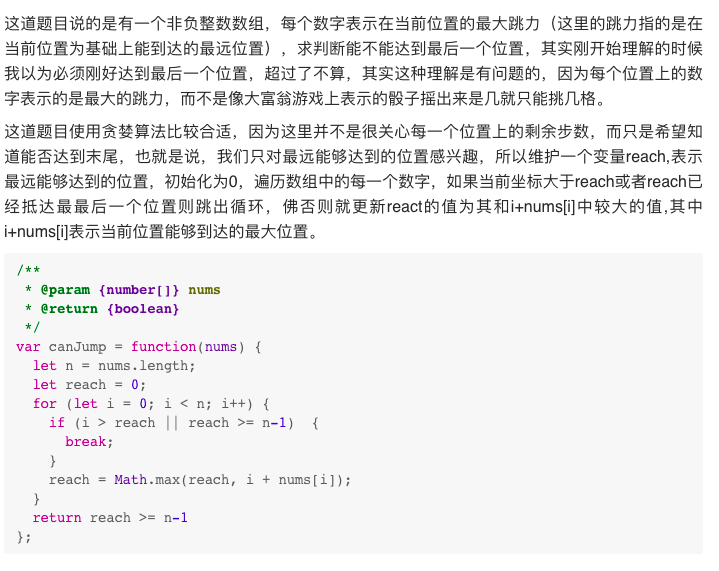 这道题目说的是有一个非负整数数组，每个数字表示在当前位置的最大跳力（这里的跳力指的是在
当前位置为基础上能到达的最远位置），求判断能不能达到最后一个位置，其实刚开始理解的时候
我以为必须刚好达到最后一个位置，超过了不算，其实这种理解是有问题的，因为每个位置上的数
字表示的是最大的跳力，而不是像大富翁游戏上表示的骰子摇出来是几就只能挑几格。
这道题目使用贪婪算法比较合适，因为这里并不是很关心每一个位置上的剩余步数，而只是希望知
道能否达到末尾，也就是说，我们只对最远能够达到的位置感兴趣，所以维护一个变量reach,表示
最远能够达到的位置，初始化为0，遍历数组中的每一个数字，如果当前坐标大于reach或者reach已
经抵达最最后一个位置则跳出循环，佛否则就更新react的值为其和i+nums[i]中较大的值,其中
i+nums[i]表示当前位置能够到达的最大位置。
/**
 * @param {number[]} nums
 * @return {boolean}
 */
var canJump = function(nums) {
  let n = nums.length;
  let reach = 0;
  for (let i = 0; i < n; i++) {
    if (i > reach || reach >= n-1)  {
      break;
    }
    reach = Math.max(reach, i + nums[i]);
  }
  return reach >= n-1
};